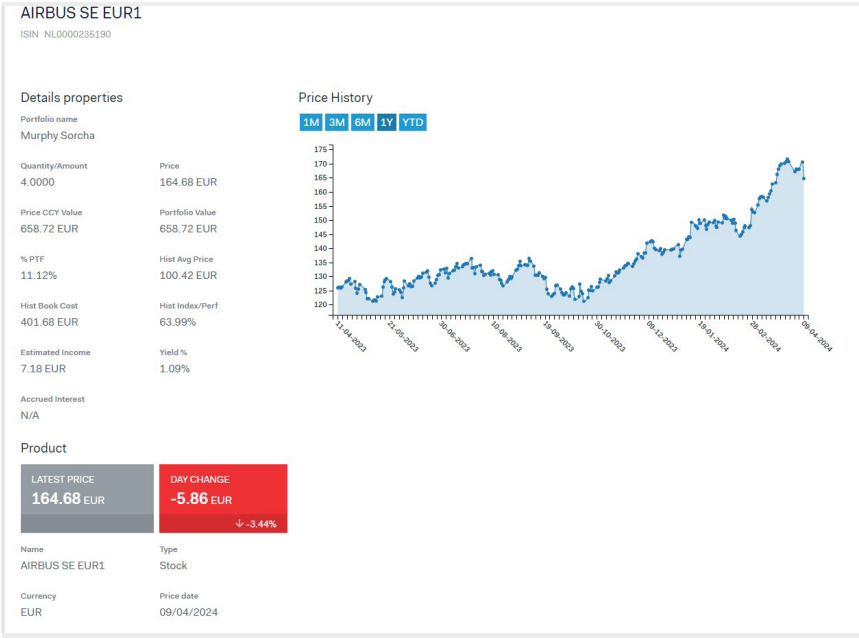 AIRBUS SE EUR1
ISIN NL0000235190
Details properties
Portfolio name
Murphy Sorcha
Quantity/Amount Price
4.0000 164.68 EUR
Price CCY Value Portfolio Value
658.72 EUR 658.72 EUR
% PTF Hist Avg Price
11.12% 100.42 EUR
Hist Book Cost Hist Index/Perf
401.68 EUR 63.99%
Estimated Income Yield %
7.18 EUR 1.09%
Accrued Interest
N/A
Price History
1M 3M 6M 1Y YTD
175
170
165
160
155
150
145
140
135
130
125
120
11-04-2023 21-05-2023 30-06-2023 10-08-2023 19-09-2023 30-10-2023 09-12-2023 19-01-2024 28-02-2024 09-04-2024
Product
LATEST PRICE DAY CHANGE
164.68 EUR -5.86 EUR
↓ -3.44%
Name Type
AIRBUS SE EUR1 Stock
Currency Price date
EUR 09/04/2024